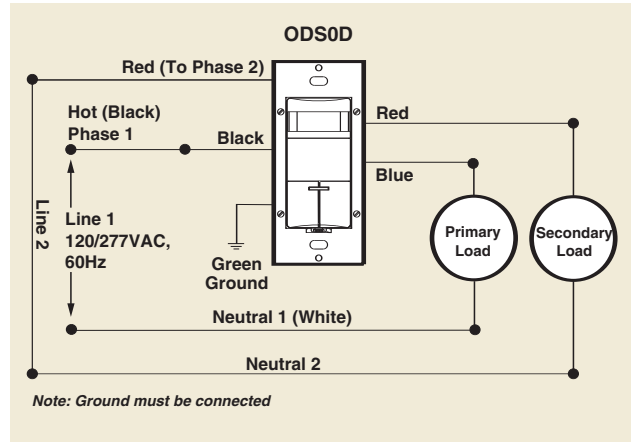 ODS0D
Red (To Phase 2)
Hot (Black)
Phase 1
Black
Red
Blue
Line 2
Line 1
120/277VAC,
60Hz
Green
Ground
Primary
Load
Secondary
Load
Neutral 1 (White)
Neutral 2
Note: Ground must be connected